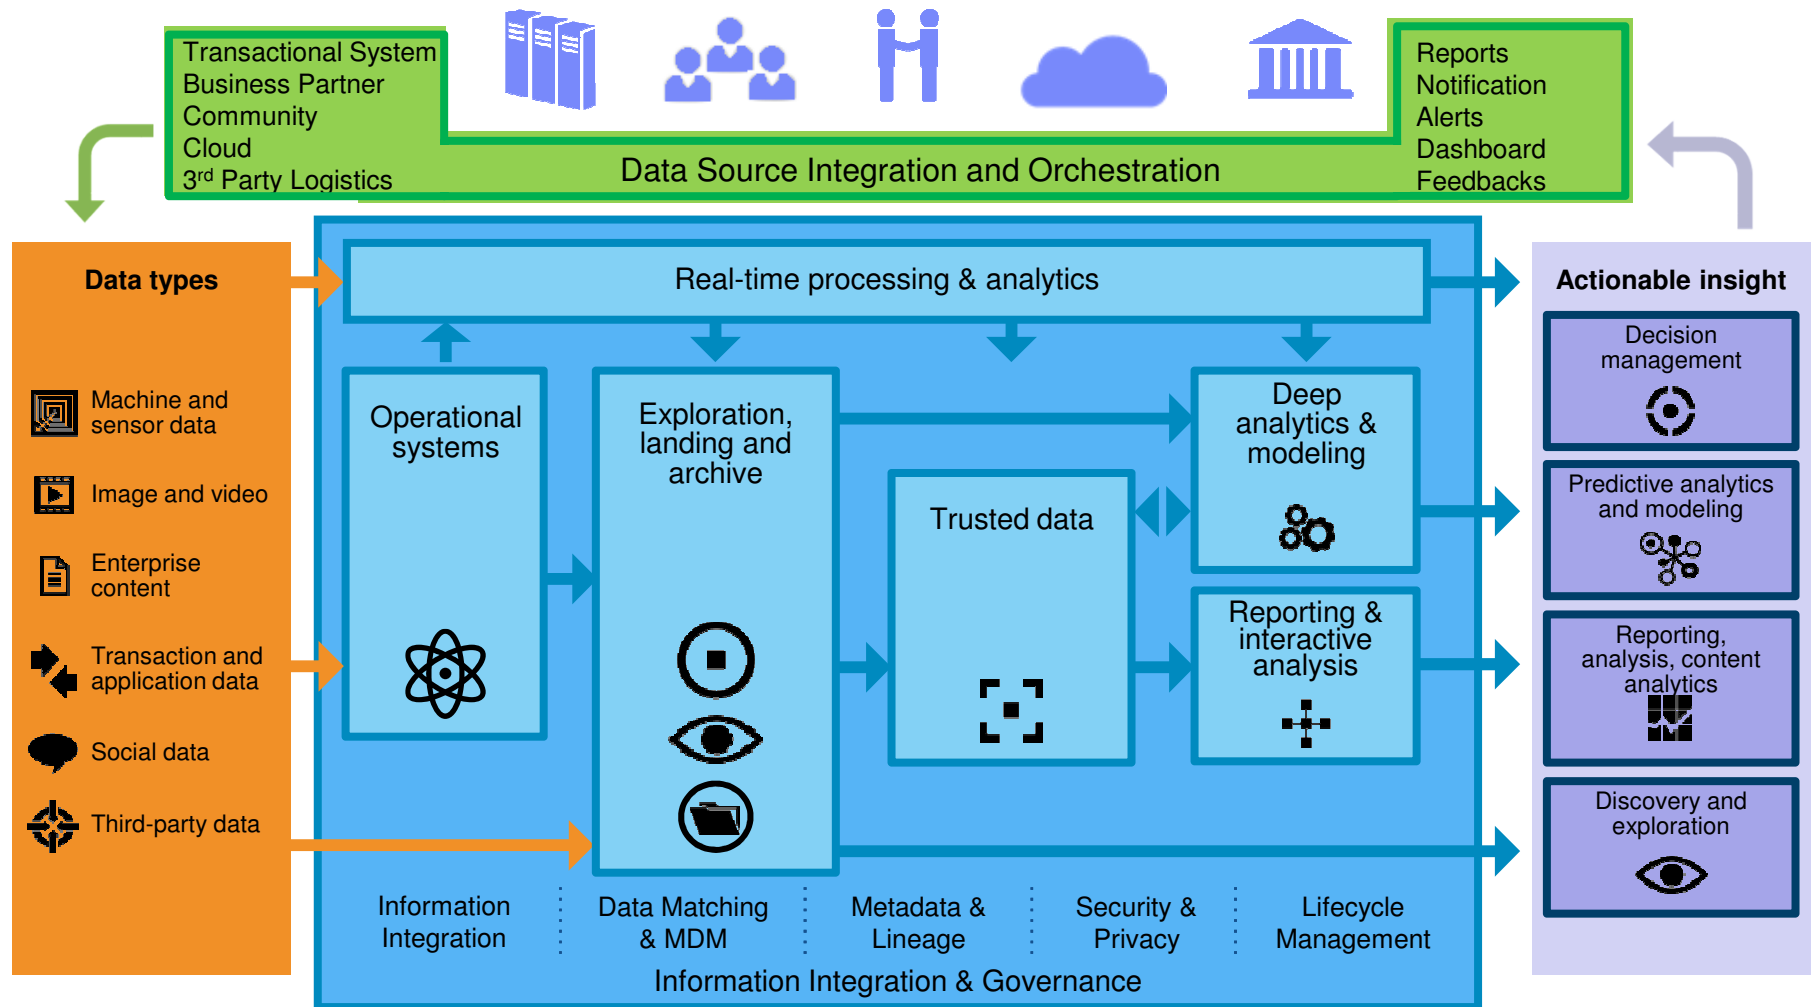 Transactional System
Business Partner
Community
Cloud
3rd Party Logistics
Data Source Integration and Orchestration
Reports
Notification
Alerts
Dashboard
Feedbacks
Data types
Machine and
sensor data
Image and video
Enterprise
content
Transaction and
application data
Social data
Third-party data
Real-time processing & analytics
Operational
systems
Exploration,
landing and
archive
Trusted data
Deep
analytics &
modeling
Reporting &
interactive
analysis
Information
Integration
Data Matching
& MDM
Metadata &
Lineage
Security &
Privacy
Lifecycle
Management
Information Integration & Governance
Actionable insight
Decision
management
Predictive analytics
and modeling
Reporting,
analysis, content
analytics
Discovery and
exploration